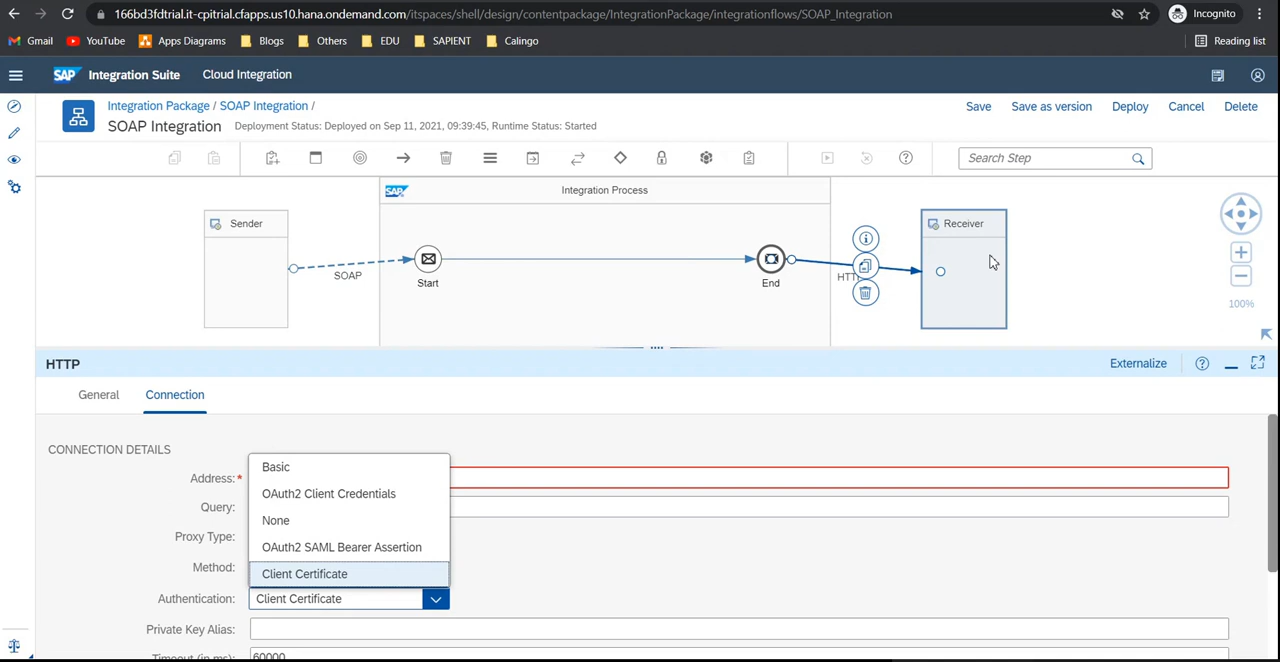 166bd3fdtrial.it-cpitrial.cfapps.us10.hana.ondemand.com/itspaces/shell/design/contentpackage/IntegrationPackage/integrationflows/SOAP_Integration
Incognito
Gmail YouTube Apps Diagrams Blogs Others EDU SAPIENT Calingo Reading list
SAP Integration Suite Cloud Integration
Integration Package / SOAP Integration /
Save Save as version Deploy Cancel Delete
SOAP Integration Deployment Status: Deployed on Sep 11, 2021, 09:39:45, Runtime Status: Started
Search Step
SAP Integration Process
Sender
Receiver
SOAP
HTT
Start
End
100%
HTTP
Externalize
General Connection
CONNECTION DETAILS
Address:*
Query:
Proxy Type:
Method:
Basic
OAuth2 Client Credentials
None
OAuth2 SAML Bearer Assertion
Client Certificate
Authentication: Client Certificate
Private Key Alias:
Timeout (in ms): 60000